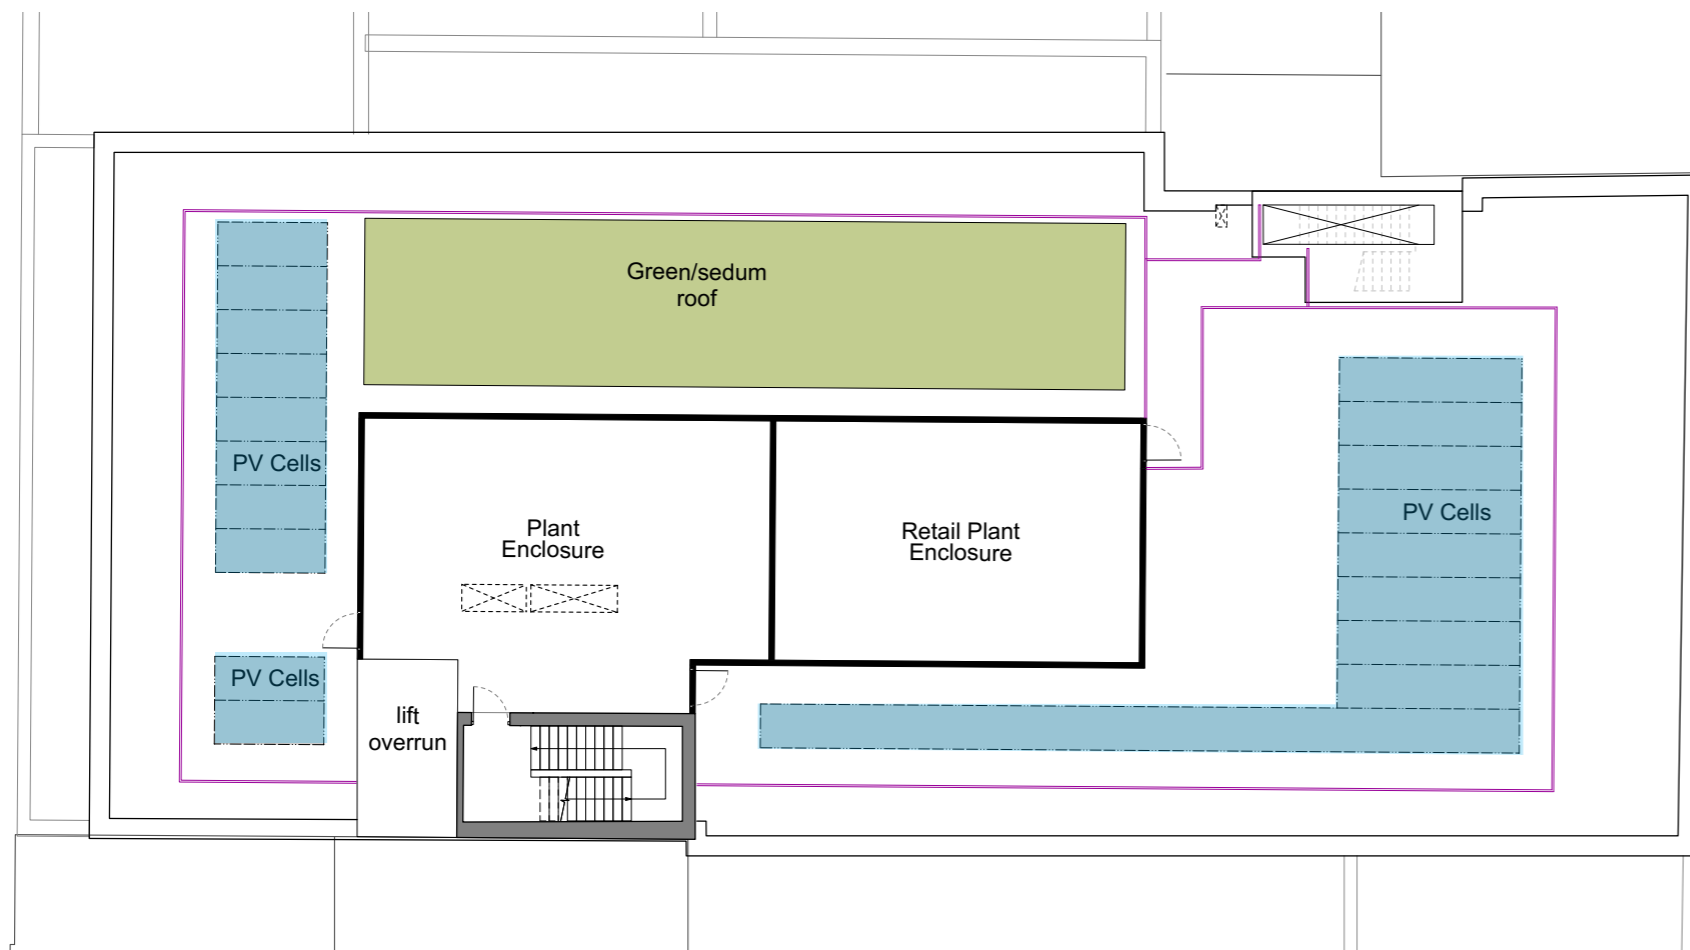 Green/sedum
roof
PV Cells
PV Cells
Plant
Enclosure
Retail Plant
Enclosure
PV Cells
lift
overrun